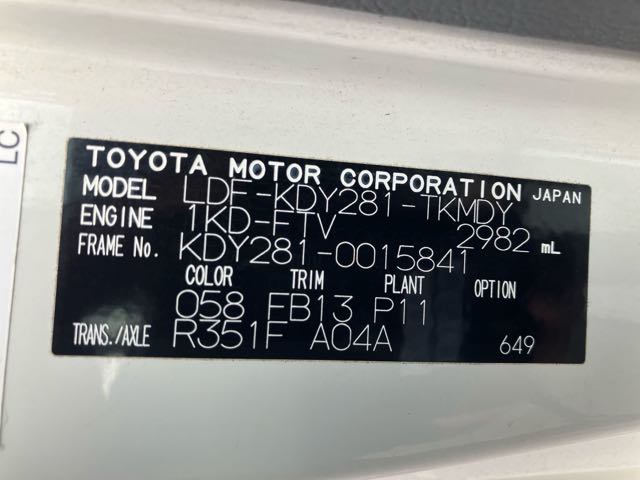 LC
TOYOTA MOTOR CORPORATION JAPAN
MODEL LDF-KDY281-TKMDY
ENGINE 1KD-FTV 2982 mL
FRAME NO. KDY281-0015841
COLOR TRIM PLANT OPTION
058 FB13 P11
TRANS./AXLE R351F A04A 649